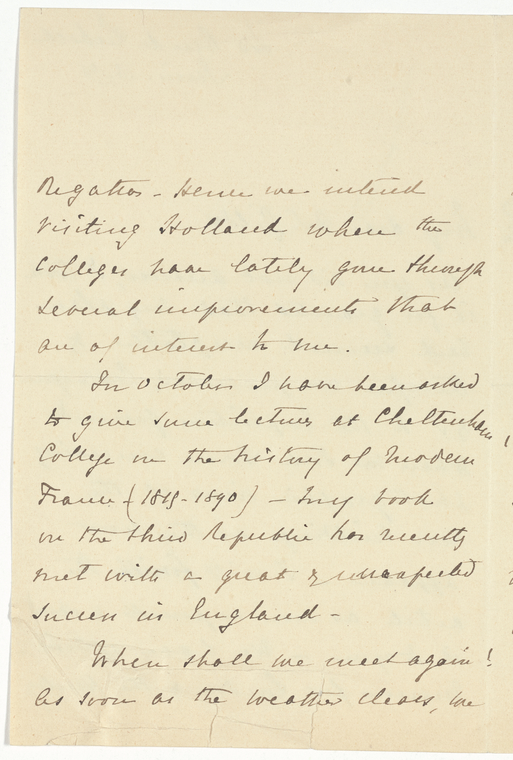 Regattas - Hence we intend
visiting Holland where the
Colleges have lately gone through
several improvements that
are of interest to me.
In October I have been asked
to give some lectures at Cheltenham
College on the history of Modern
France (1815-1890) - My book
on the third Republic has recently
met with a great & unexpected
success in England -
When shall we meet again!
As soon as the weather clears, we